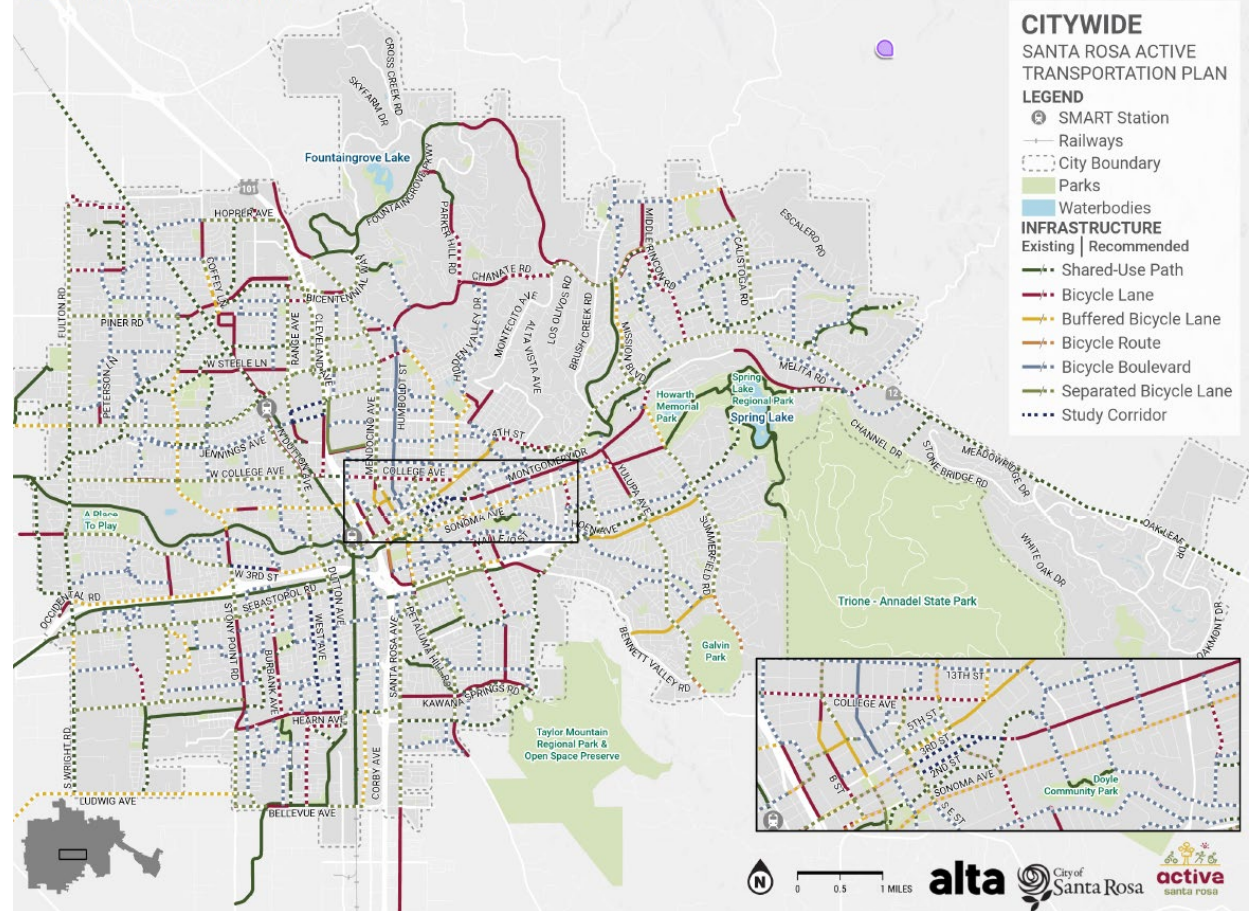 CITYWIDE
SANTA ROSA ACTIVE
TRANSPORTATION PLAN
LEGEND
SMART Station
Railways
City Boundary
Parks
Waterbodies
INFRASTRUCTURE
Existing | Recommended
Shared-Use Path
Bicycle Lane
Buffered Bicycle Lane
Bicycle Route
Bicycle Boulevard
Separated Bicycle Lane
Study Corridor
CROSS CREEK RD
SKYFARM DR
Fountaingrove Lake
FOUNTAINGROVE PKWY
101
HOPPER AVE
PARKER HILL RD
MIDDLE RINCON RD
ESCALERO RD
CALISTOGA RD
COFFEY LN
BICENTENNIAL WAY
CHANATE RD
FULTON RD
PINER RD
RANGE AVE
CLEVELAND AVE
HIDDEN VALLEY DR
MONTECITO AVE
ALTA VISTA AVE
LOS OLIVOS RD
BRUSH CREEK RD
MISSION BLVD
W STEELE LN
PETERSON LN
HUMBOLDT ST
MENDOCINO AVE
MELITA RD
12
Spring
Lake
Regional Park
Howarth
Memorial
Park
Spring Lake
4TH ST
JENNINGS AVE
N DUTTON AVE
W COLLEGE AVE
COLLEGE AVE
MONTGOMERY DR
YULUPA AVE
CHANNEL DR
STONE BRIDGE RD
MEADOWRIDGE DR
OAK LEAF DR
WHITE OAK DR
OAKMONT DR
A Place
To Play
SONOMA AVE
VALLEJO ST
HOEN AVE
SUMMERFIELD RD
W 3RD ST
OCCIDENTAL RD
SEBASTOPOL RD
DUTTON AVE
STONY POINT RD
WEST AVE
BURBANK AVE
SANTA ROSA AVE
PETALUMA HILL RD
BENNETT VALLEY RD
Galvin
Park
Trione - Annadel State Park
KAWANA SPRINGS RD
HEARN AVE
S WRIGHT RD
CORBY AVE
Taylor Mountain
Regional Park &
Open Space Preserve
LUDWIG AVE
BELLEVUE AVE
13TH ST
COLLEGE AVE
5TH ST
3RD ST
2ND ST
B ST
SONOMA AVE
S E ST
Doyle
Community Park
N
0 0.5 1 MILES
alta
City of
Santa Rosa
active
santa rosa